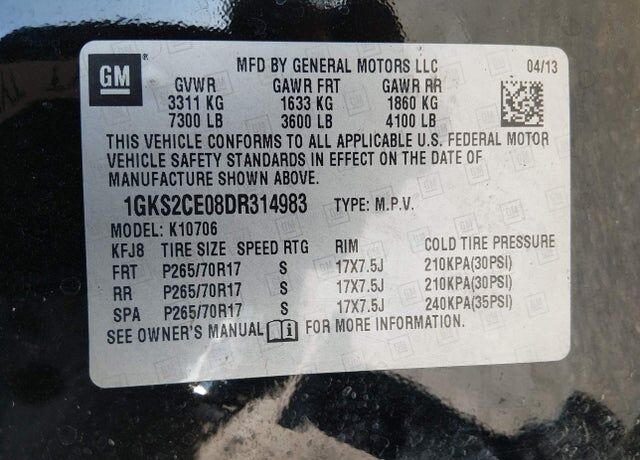 GM
MFD BY GENERAL MOTORS LLC 04/13
GVWR GAWR FRT GAWR RR
3311 KG 1633 KG 1860 KG
7300 LB 3600 LB 4100 LB
THIS VEHICLE CONFORMS TO ALL APPLICABLE U.S. FEDERAL MOTOR
VEHICLE SAFETY STANDARDS IN EFFECT ON THE DATE OF
MANUFACTURE SHOWN ABOVE.
1GKS2CE08DR314983 TYPE: M.P.V.
MODEL: K10706
KFJ8 TIRE SIZE SPEED RTG RIM COLD TIRE PRESSURE
FRT P265/70R17 S 17X7.5J 210KPA(30PSI)
RR P265/70R17 S 17X7.5J 210KPA(30PSI)
SPA P265/70R17 S 17X7.5J 240KPA(35PSI)
SEE OWNER'S MANUAL FOR MORE INFORMATION.